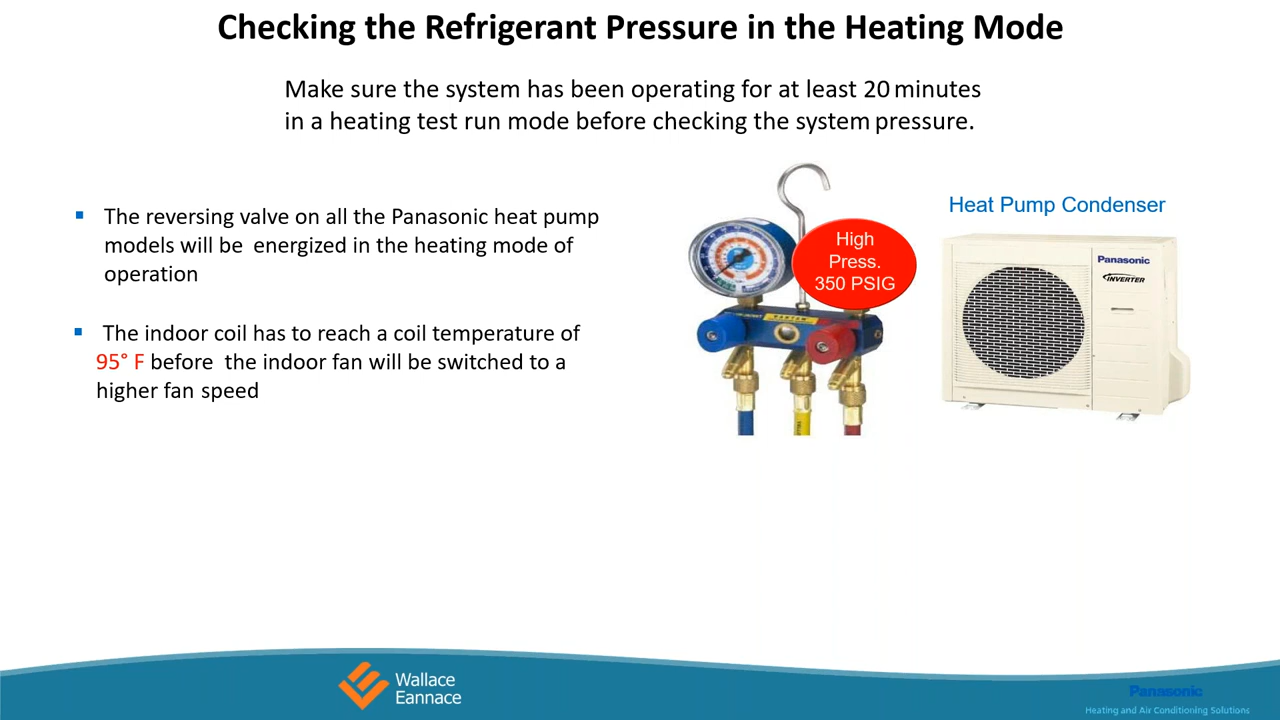 Checking the Refrigerant Pressure in the Heating Mode
Make sure the system has been operating for at least 20 minutes
in a heating test run mode before checking the system pressure.
The reversing valve on all the Panasonic heat pump
models will be energized in the heating mode of
operation
The indoor coil has to reach a coil temperature of
95° F before the indoor fan will be switched to a
higher fan speed
High
Press.
350 PSIG
Heat Pump Condenser
Panasonic
INVERTER
Wallace
Eannace
Panasonic
Heating and Air Conditioning Solutions